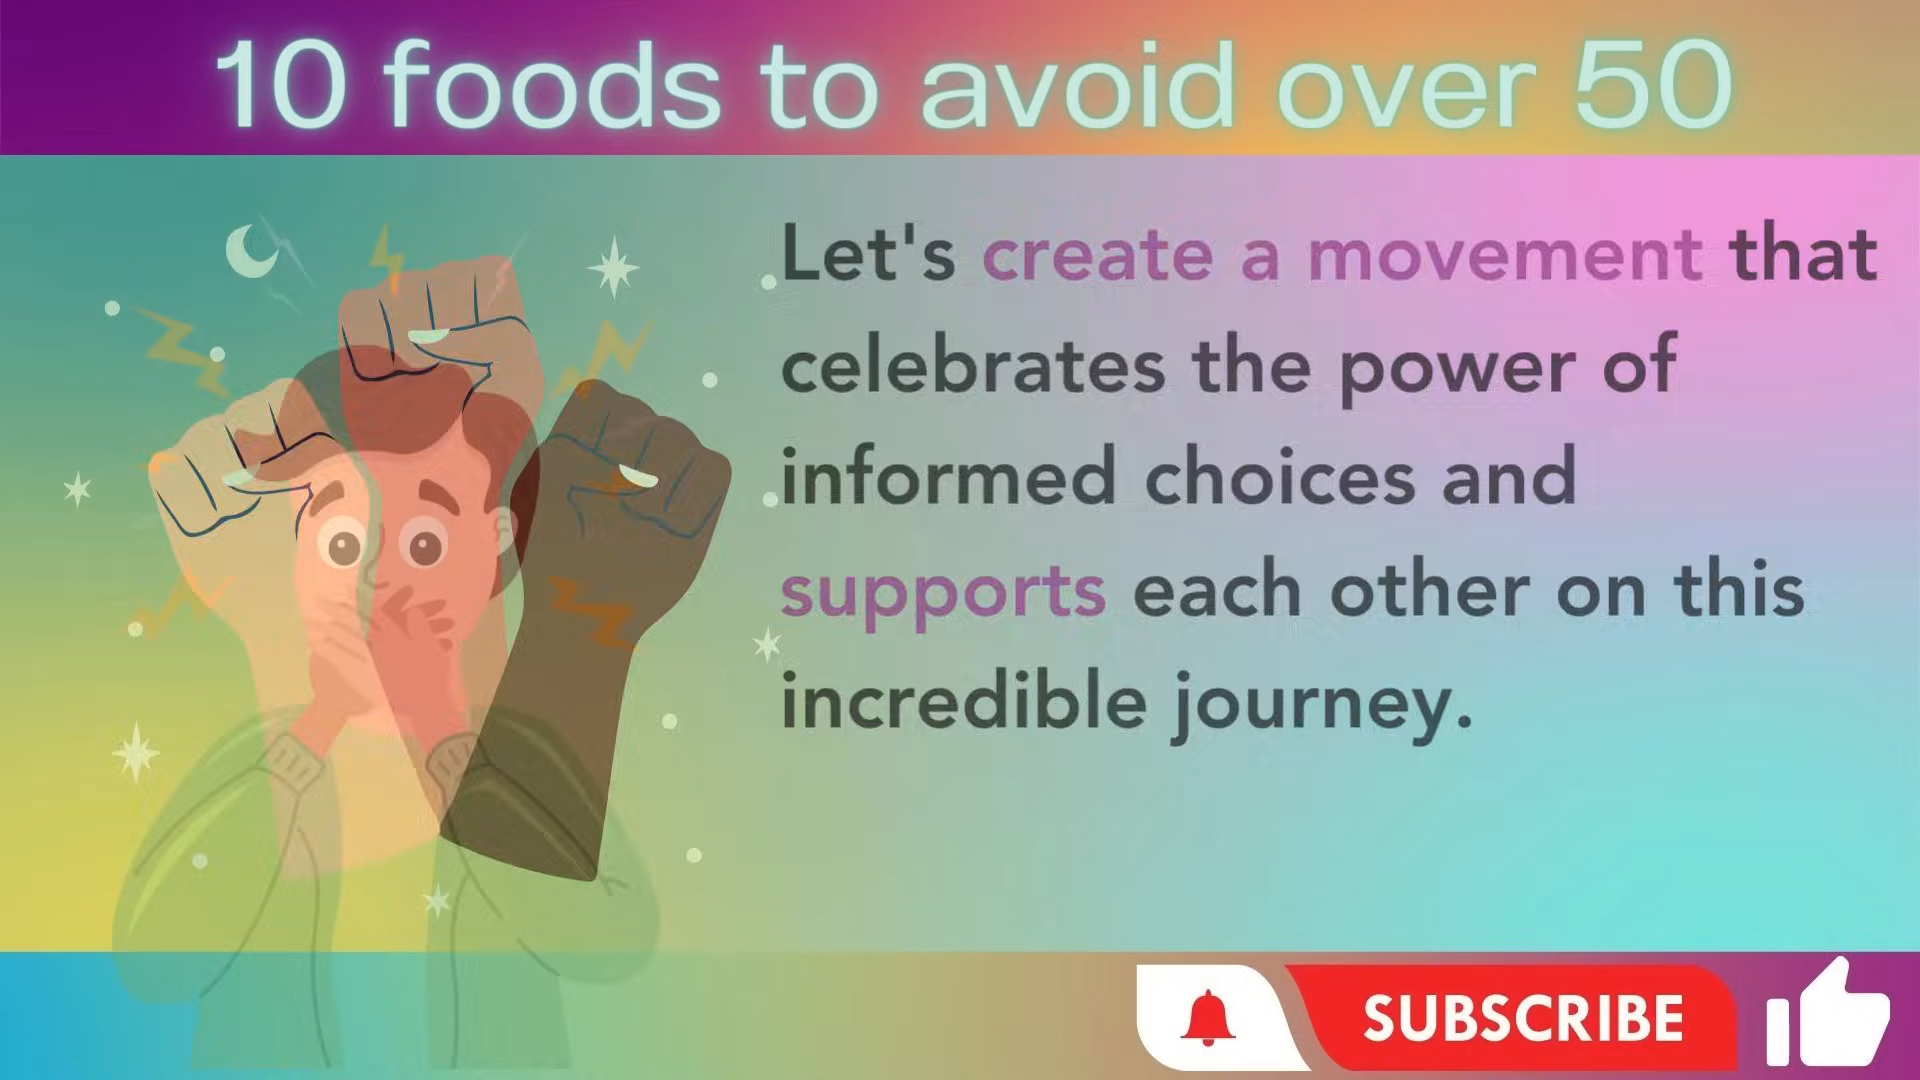 10 foods to avoid over 50
Let's create a movement that
celebrates the power of
informed choices and
supports each other on this
incredible journey.
SUBSCRIBE